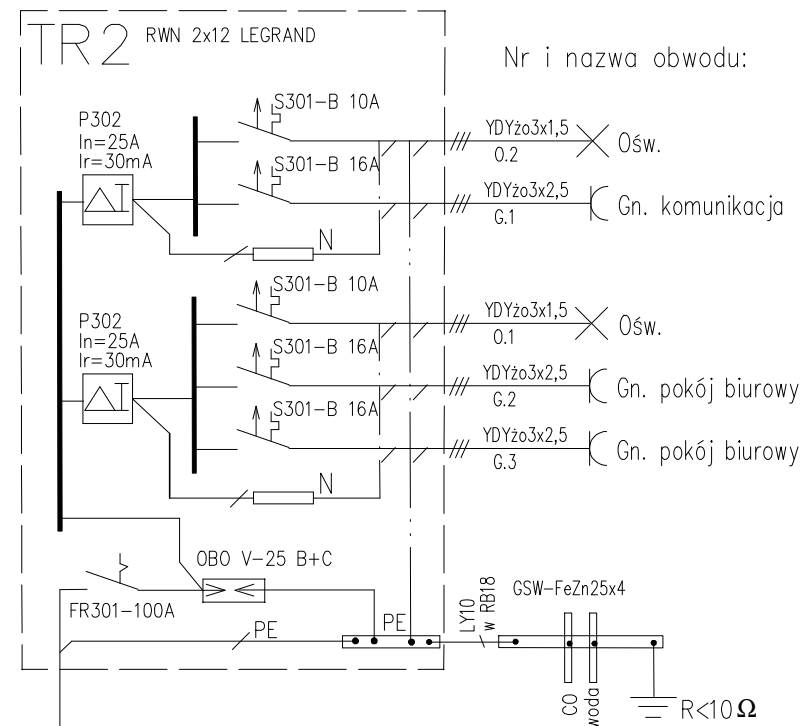 TR2 RWN 2x12 LEGRAND
Nr i nazwa obwodu:
P302
In=25A
Ir=30mA
S301-B 10A
YDYżo3x1,5
O.2
Ośw.
S301-B 16A
YDYżo3x2,5
G.1
Gn. komunikacja
N
P302
In=25A
Ir=30mA
S301-B 10A
YDYżo3x1,5
O.1
Ośw.
S301-B 16A
YDYżo3x2,5
G.2
Gn. pokój biurowy
S301-B 16A
YDYżo3x2,5
G.3
Gn. pokój biurowy
N
OBO V-25 B+C
FR301-100A
PE
PE
LY10
w RB18
GSW-FeZn25x4
CO
woda
R<10Ω